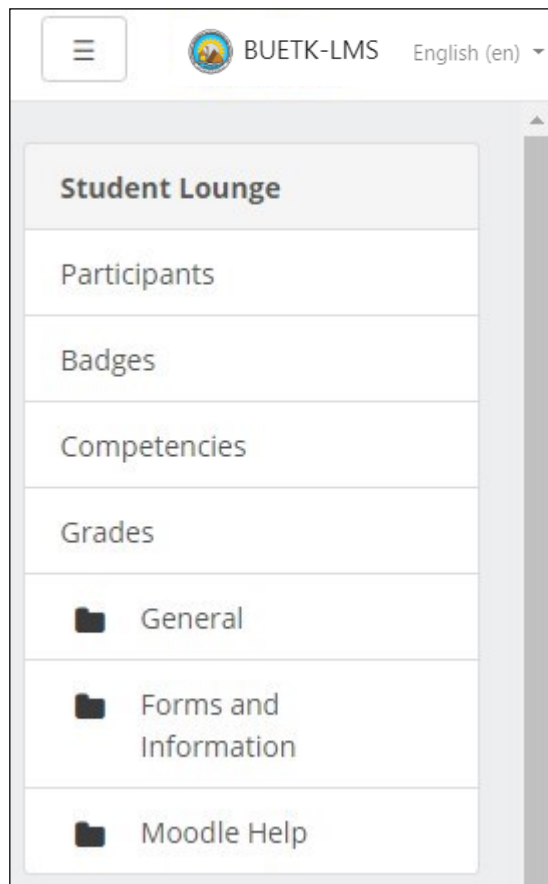 BUETK-LMS English (en)
Student Lounge
Participants
Badges
Competencies
Grades
General
Forms and
Information
Moodle Help